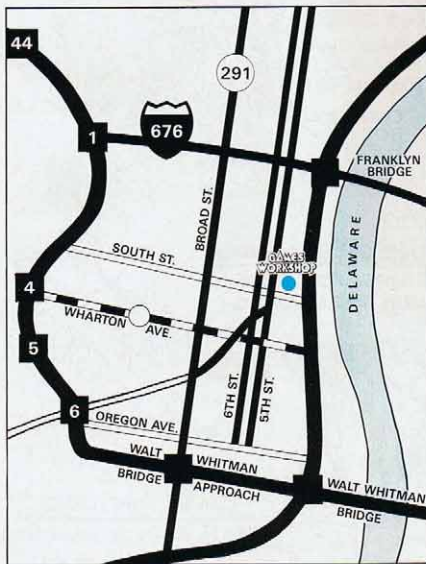 44
291
1
676
FRANKLYN
BRIDGE
BROAD ST.
SOUTH ST.
GAMES
WORKSHOP
DELAWARE
4
WHARTON
AVE.
5
6TH ST.
5TH ST.
6
OREGON AVE.
WALT WHITMAN
BRIDGE APPROACH
WALT WHITMAN
BRIDGE